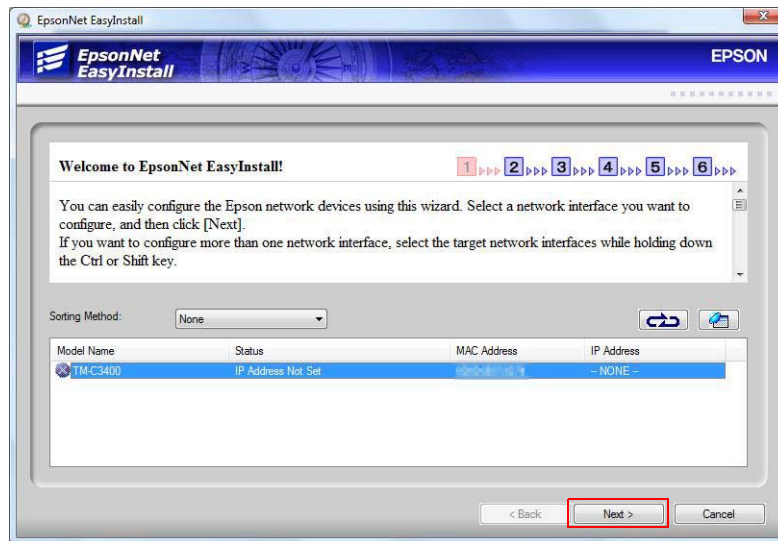 EpsonNet EasyInstall
EpsonNet
EasyInstall
EPSON
Welcome to EpsonNet EasyInstall!
1 2 3 4 5 6
You can easily configure the Epson network devices using this wizard. Select a network interface you want to
configure, and then click [Next].
If you want to configure more than one network interface, select the target network interfaces while holding down
the Ctrl or Shift key.
Sorting Method: None
Model Name Status MAC Address IP Address
TM-C3400 IP Address Not Set -- NONE --
< Back Next > Cancel